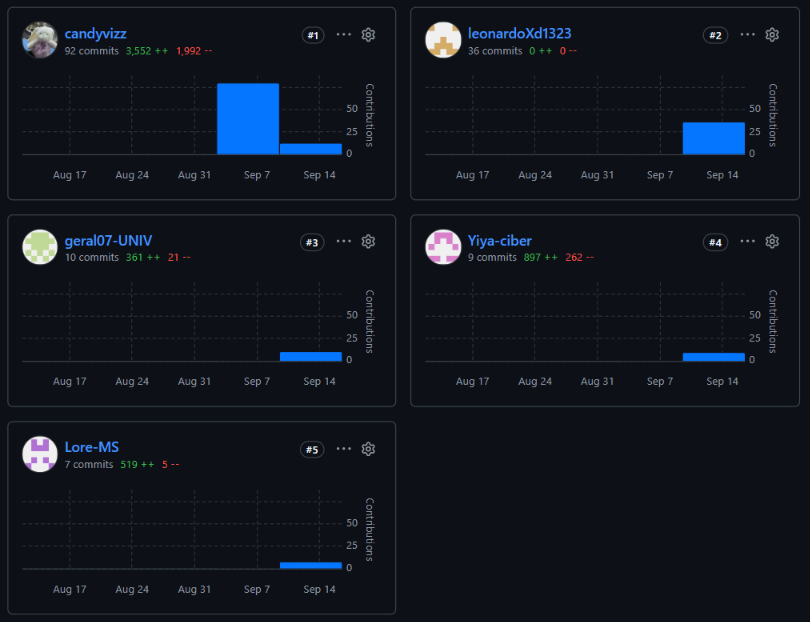 candyvizz
#1
92 commits 3,552 ++ 1,992 --
50
25
0
Contributions
Aug 17 Aug 24 Aug 31 Sep 7 Sep 14
leonardoXd1323
#2
36 commits 0 ++ 0 --
50
25
0
Contributions
Aug 17 Aug 24 Aug 31 Sep 7 Sep 14
geral07-UNIV
#3
10 commits 361 ++ 21 --
50
25
0
Contributions
Aug 17 Aug 24 Aug 31 Sep 7 Sep 14
Yiya-ciber
#4
9 commits 897 ++ 262 --
50
25
0
Contributions
Aug 17 Aug 24 Aug 31 Sep 7 Sep 14
Lore-MS
#5
7 commits 519 ++ 5 --
50
25
0
Contributions
Aug 17 Aug 24 Aug 31 Sep 7 Sep 14